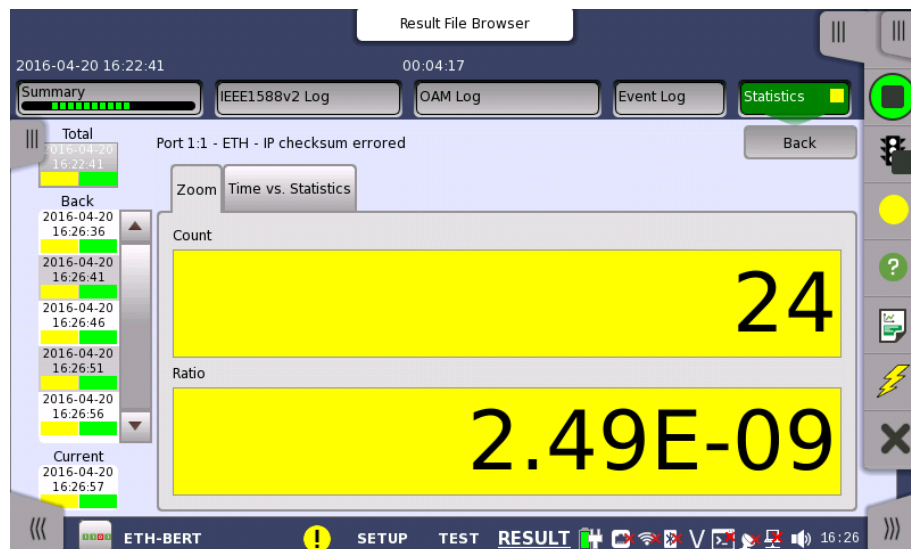 Result File Browser
2016-04-20 16:22:41
00:04:17
Summary
IEEE1588v2 Log
OAM Log
Event Log
Statistics
Total
2016-04-20
16:22:41
Port 1:1 - ETH - IP checksum errored
Back
Zoom
Time vs. Statistics
Back
2016-04-20
16:26:36
2016-04-20
16:26:41
2016-04-20
16:26:46
2016-04-20
16:26:51
2016-04-20
16:26:56
Current
2016-04-20
16:26:57
Count
24
Ratio
2.49E-09
ETH-BERT
SETUP
TEST
RESULT
16:26